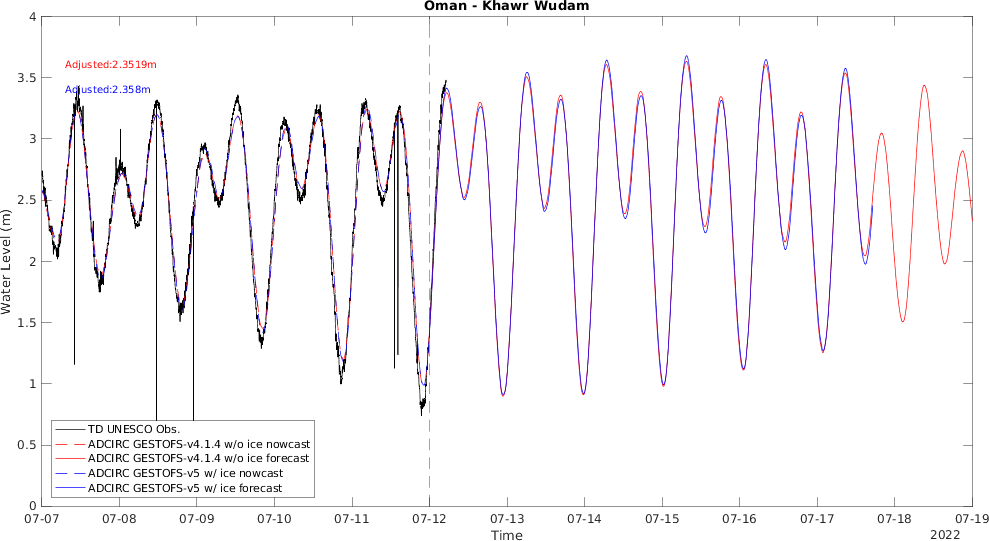 Oman - Khawr Wudam
Adjusted:2.3519m
Adjusted:2.358m
4
3.5
3
2.5
2
1.5
1
0.5
0
Water Level (m)
TD UNESCO Obs.
ADCIRC GESTOFS-v4.1.4 w/o ice nowcast
ADCIRC GESTOFS-v4.1.4 w/o ice forecast
ADCIRC GESTOFS-v5 w/ ice nowcast
ADCIRC GESTOFS-v5 w/ ice forecast
07-07 07-08 07-09 07-10 07-11 07-12 07-13 07-14 07-15 07-16 07-17 07-18 07-19
Time
2022